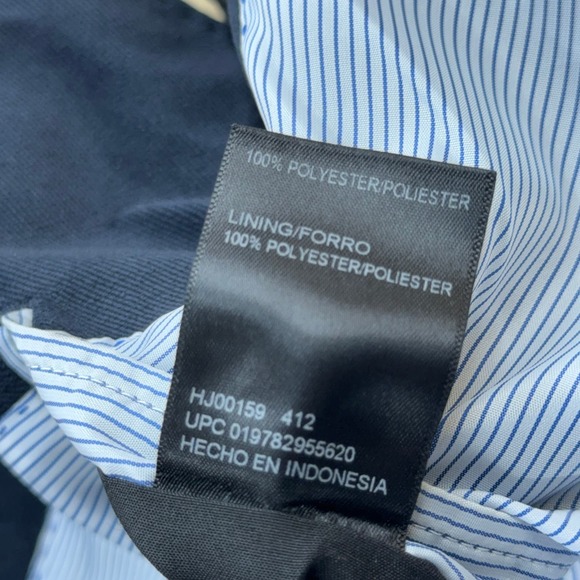 100% POLYESTER/POLIESTER
LINING/FORRO
100% POLYESTER/POLIESTER
HJ00159 412
UPC 019782955620
HECHO EN INDONESIA